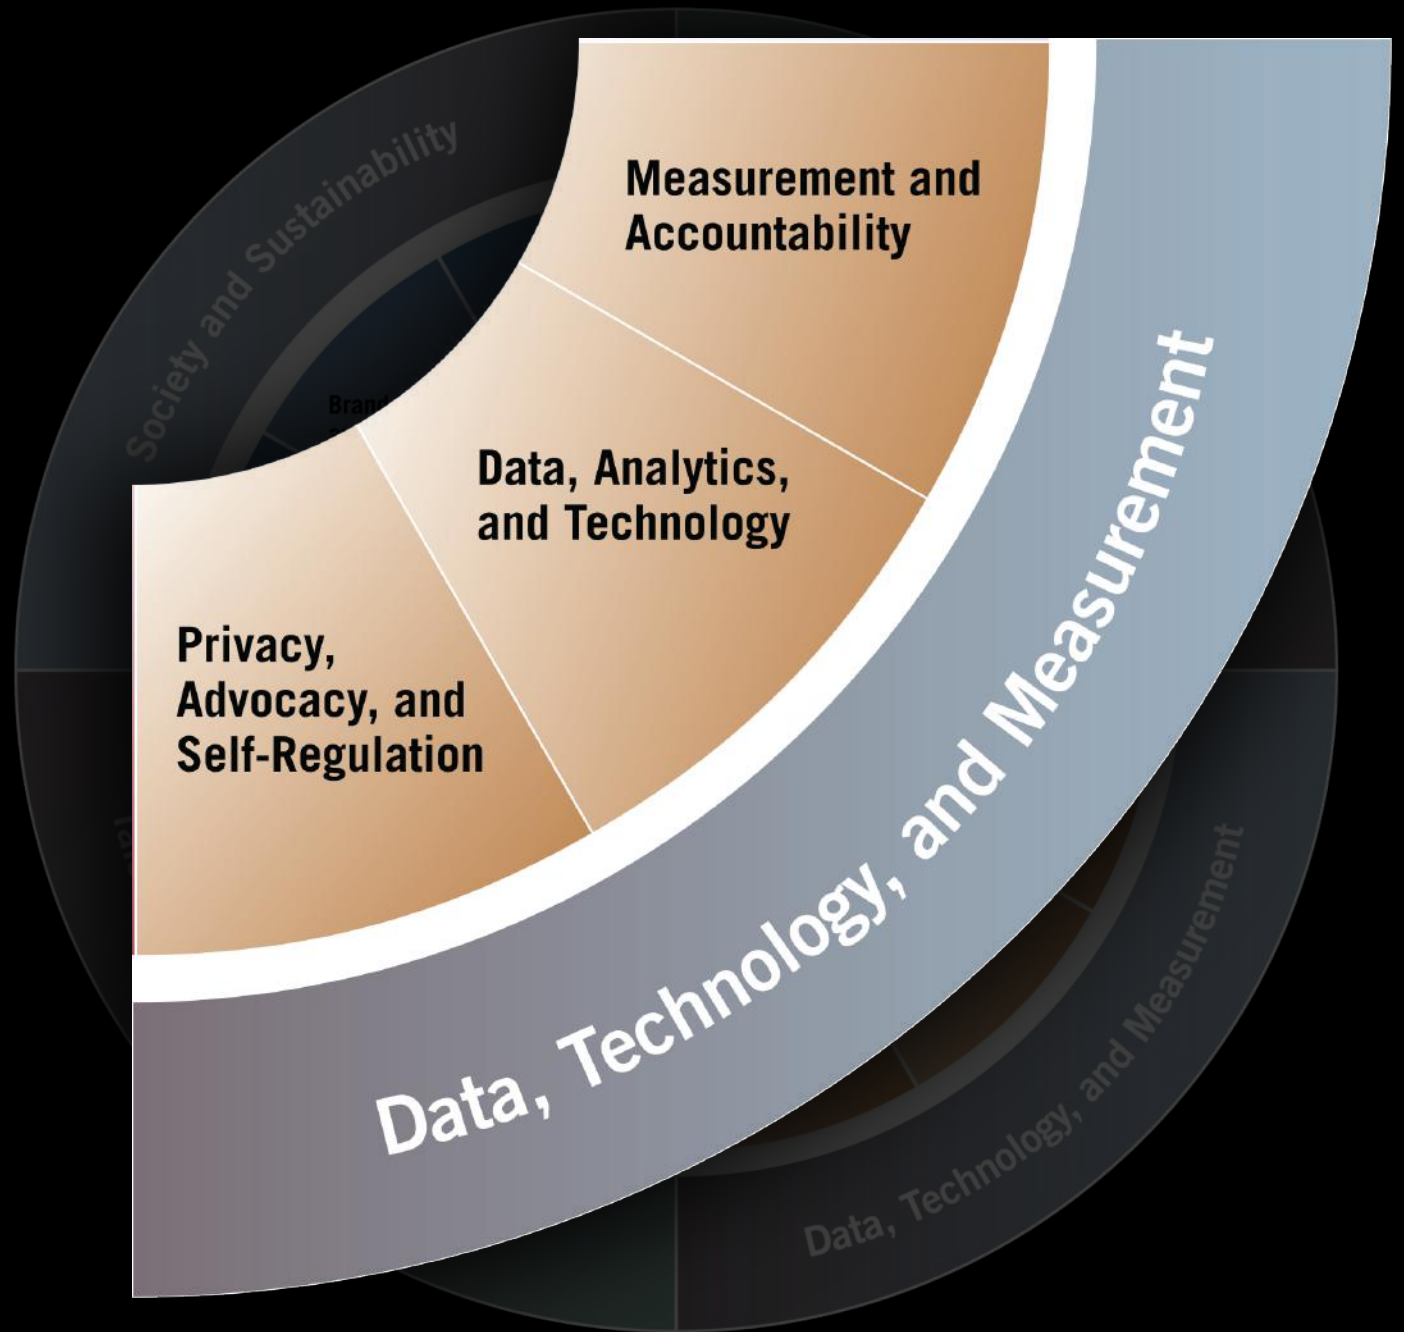 Society and Sustainability
Measurement and
Accountability
Brand
Data, Analytics,
and Technology
Privacy,
Advocacy, and
Self-Regulation
Data, Technology, and Measurement
Data, Technology, and Measurement